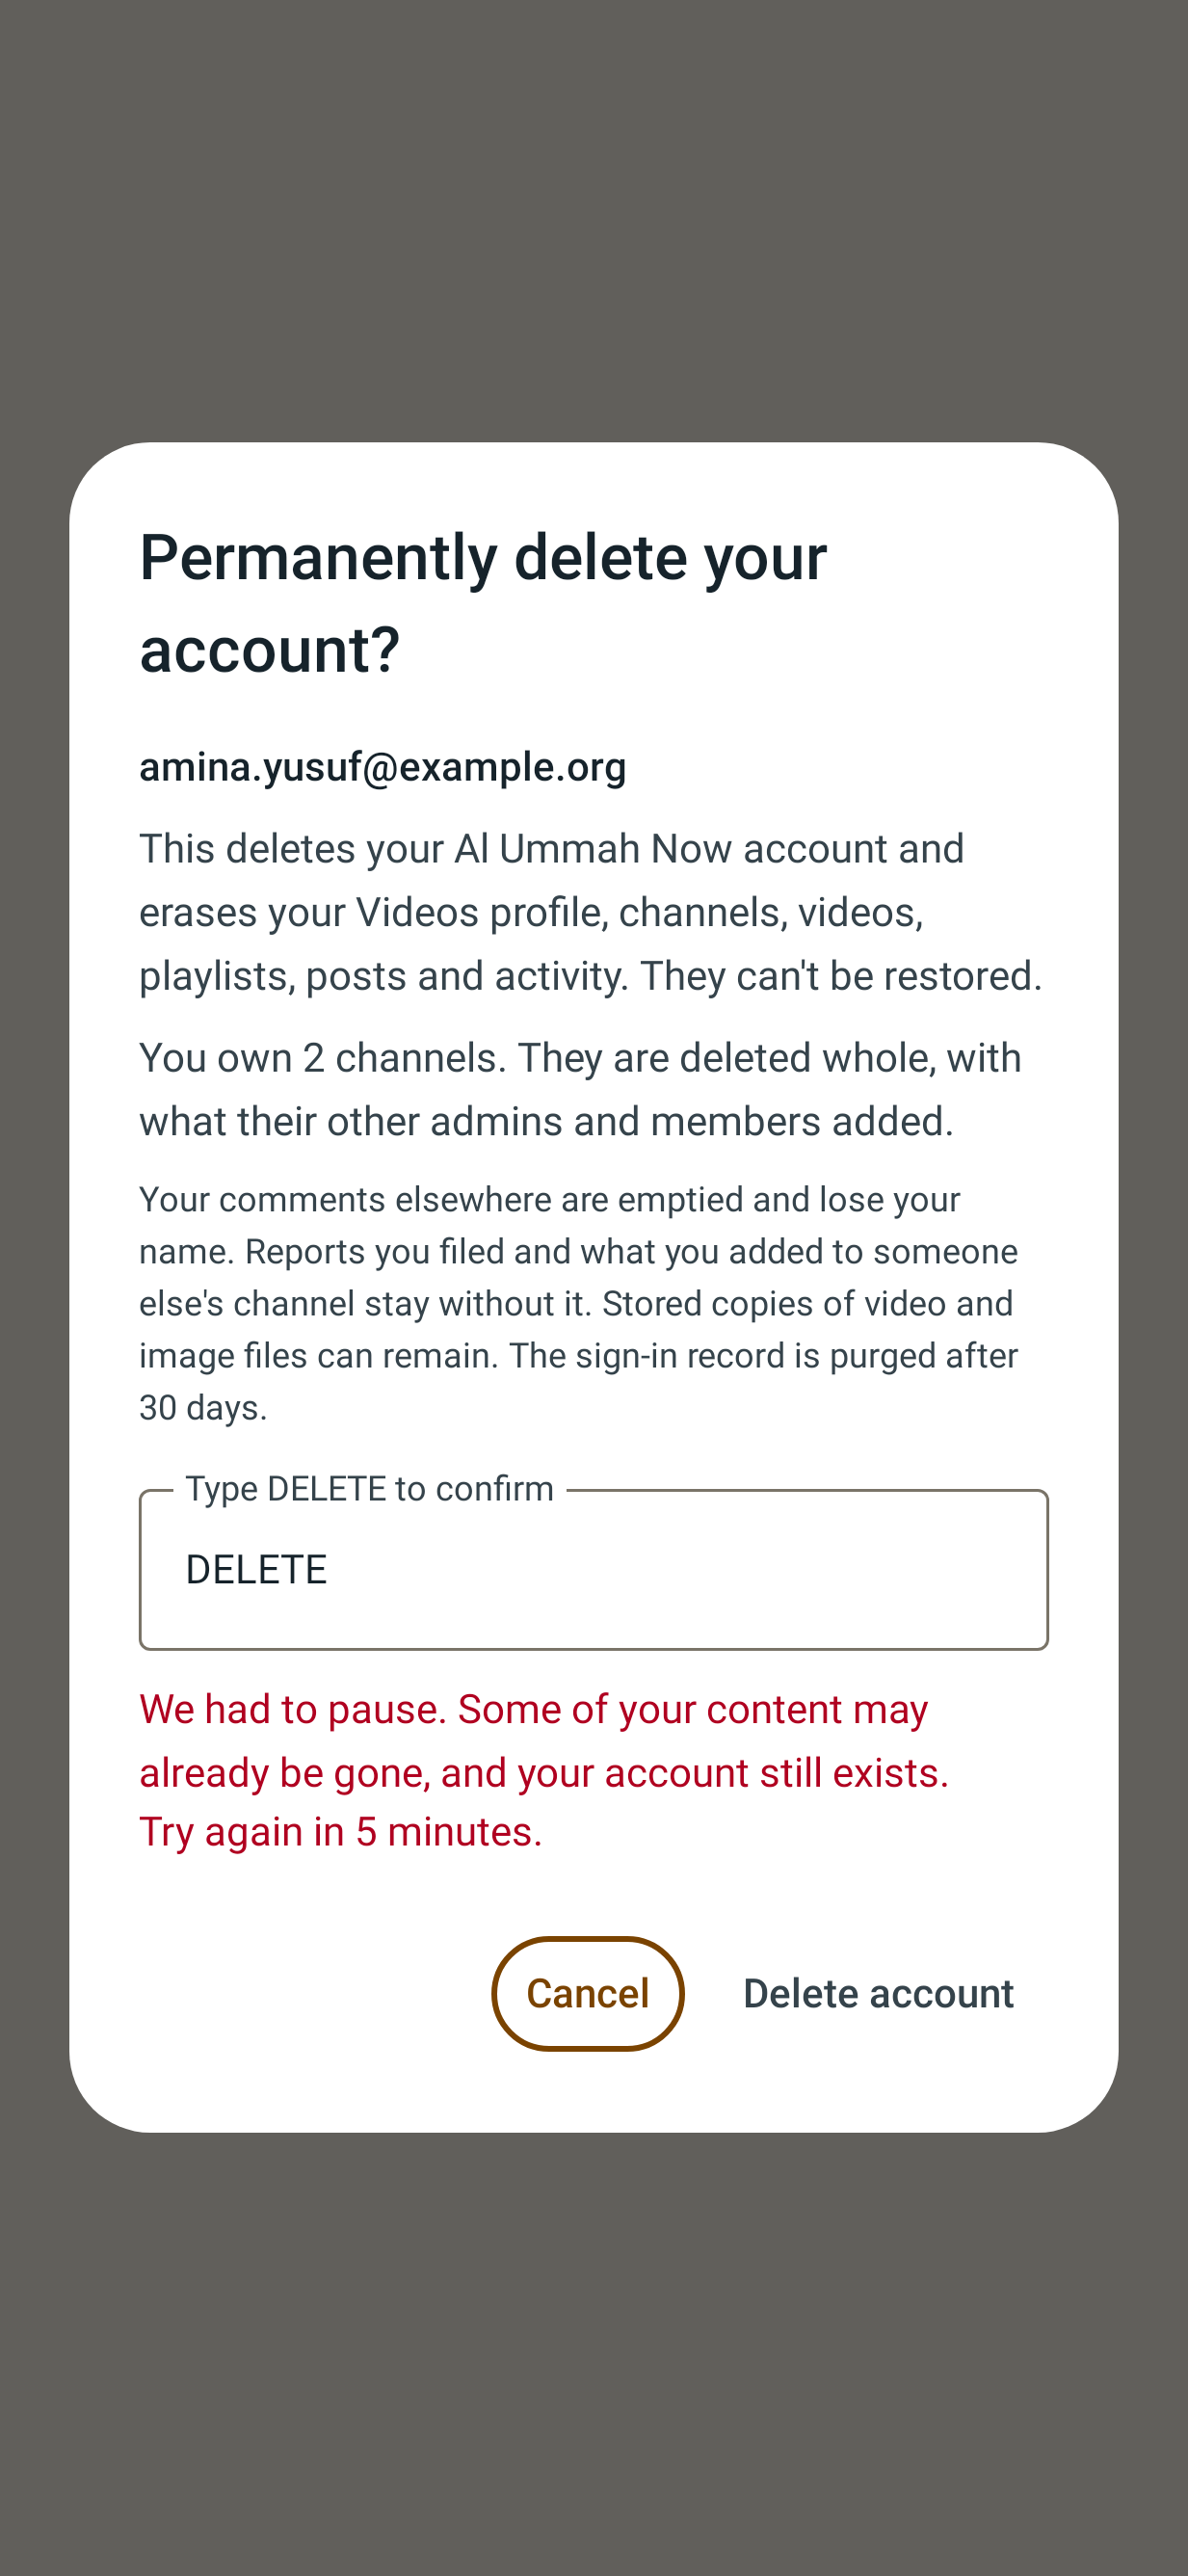 Permanently delete your
account?
amina.yusuf@example.org
This deletes your Al Ummah Now account and
erases your Videos profile, channels, videos,
playlists, posts and activity. They can't be restored.
You own 2 channels. They are deleted whole, with
what their other admins and members added.
Your comments elsewhere are emptied and lose your
name. Reports you filed and what you added to someone
else's channel stay without it. Stored copies of video and
image files can remain. The sign-in record is purged after
30 days.
Type DELETE to confirm
DELETE
We had to pause. Some of your content may
already be gone, and your account still exists.
Try again in 5 minutes.
Cancel
Delete account